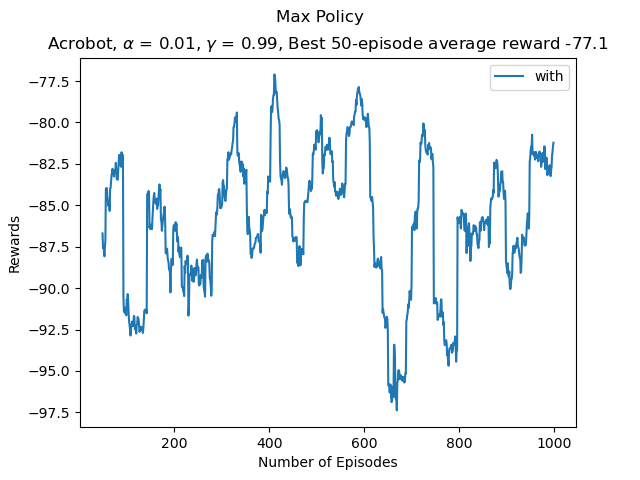 Max Policy
Acrobot, α = 0.01, γ = 0.99, Best 50-episode average reward -77.1
with
Rewards
−77.5
−80.0
−82.5
−85.0
−87.5
−90.0
−92.5
−95.0
−97.5
200
400
600
800
1000
Number of Episodes